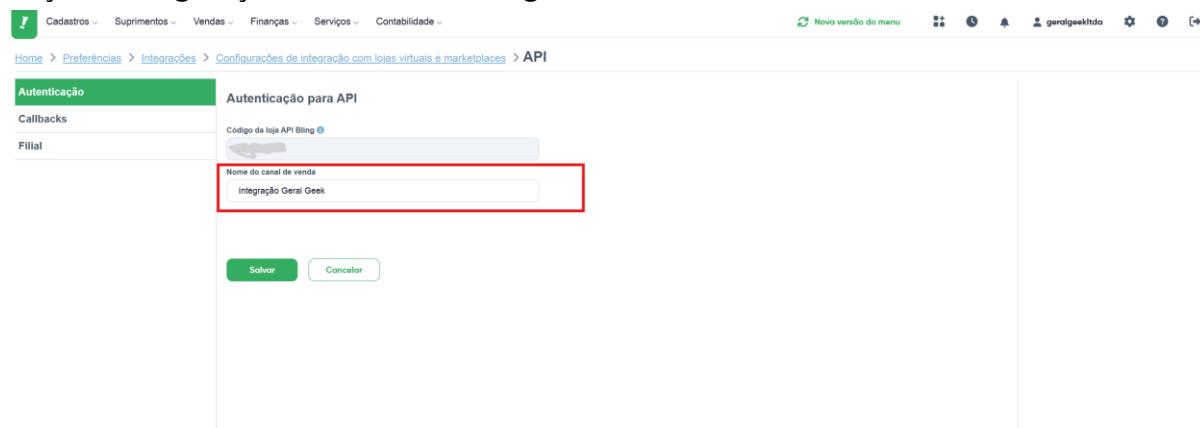 Cadastros Suprimentos Vendas Finanças Serviços Contabilidade Nova versão do menu geralgeekltda
Home > Preferências > Integrações > Configurações de integração com lojas virtuais e marketplaces > API
Autenticação
Callbacks
Filial
Autenticação para API
Código da loja API Bling
Nome do canal de venda
Integração Geral Geek
Salvar Cancelar